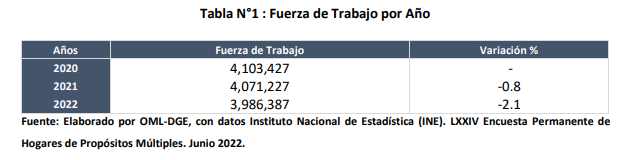 Tabla N°1 : Fuerza de Trabajo por Año
Años Fuerza de Trabajo Variación %
2020 4,103,427 -
2021 4,071,227 -0.8
2022 3,986,387 -2.1
Fuente: Elaborado por OML-DGE, con datos Instituto Nacional de Estadística (INE). LXXIV Encuesta Permanente de
Hogares de Propósitos Múltiples. Junio 2022.